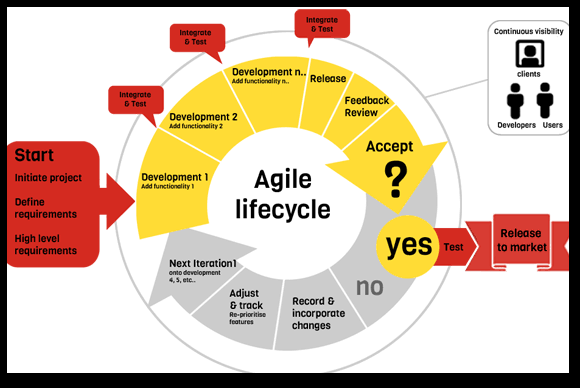 Start
Initiate project
Define
requirements
High level
requirements
Integrate
& Test
Integrate
& Test
Integrate
& Test
Development 1
Add functionality 1
Development 2
Add functionality 2
Development n..
Add functionality n..
Release
Feedback
Review
Accept
?
Agile
lifecycle
yes
Test
Release
to market
no
Record &
incorporate
changes
Adjust
& track
Re-prioritise
features
Next Iteration1
onto development
4, 5, etc..
Continuous visibility
clients
Developers
Users